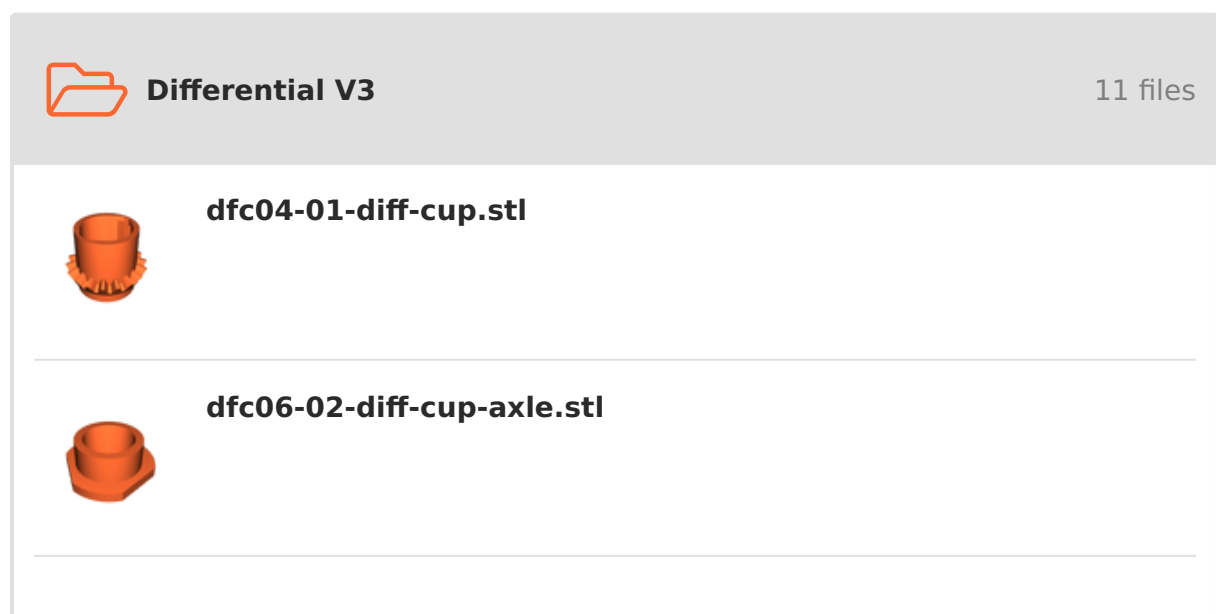 Differential V3
11 files
dfc04-01-diff-cup.stl
dfc06-02-diff-cup-axle.stl